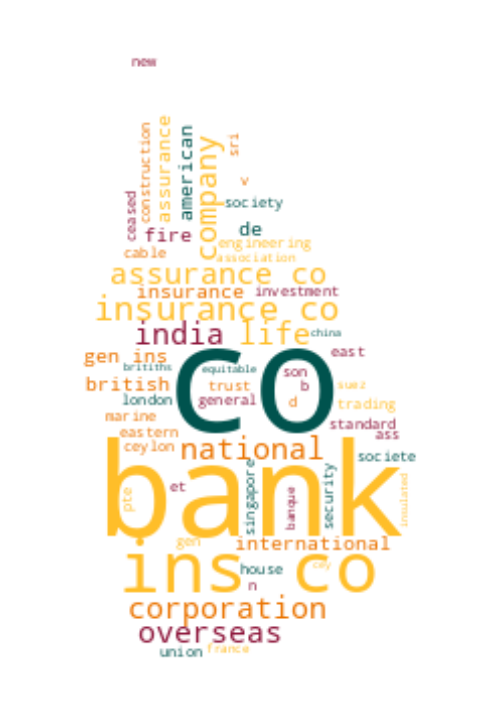 new
construction
assurance
american
company
sri
v
ceased
society
fire
de
engineering
cable
association
assurance co
insurance
investment
insurance co
india
life
china
east
gen ins
co
britiths
equitable
son
british
trust
b
suez
london
general
d
trading
marine
standard
eastern
ass
ceylon
national
societe
bank
singapore
security
insulated
pte
et
banque
gen
international
ins co
cey
house
n
corporation
overseas
union
france